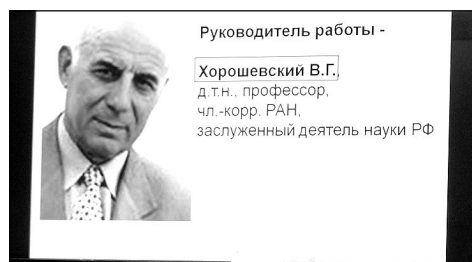 Руководитель работы -
Хорошевский В.Г.,
д.т.н., профессор,
чл.-корр. РАН,
заслуженный деятель науки РФ